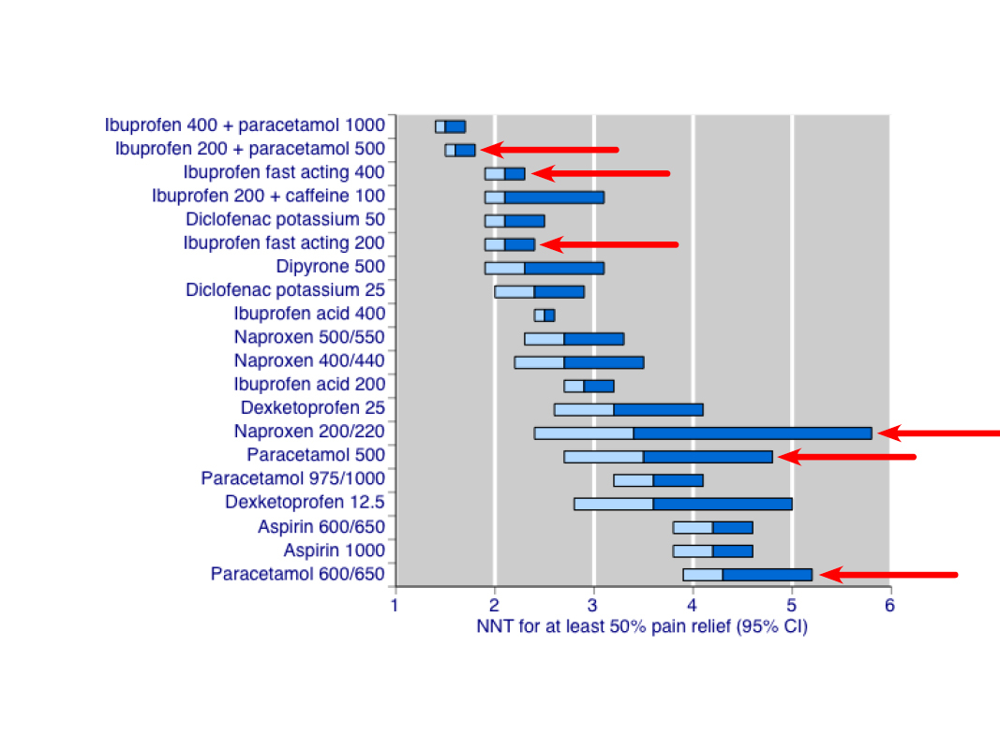 Ibuprofen 400 + paracetamol 1000
Ibuprofen 200 + paracetamol 500
Ibuprofen fast acting 400
Ibuprofen 200 + caffeine 100
Diclofenac potassium 50
Ibuprofen fast acting 200
Dipyrone 500
Diclofenac potassium 25
Ibuprofen acid 400
Naproxen 500/550
Naproxen 400/440
Ibuprofen acid 200
Dexketoprofen 25
Naproxen 200/220
Paracetamol 500
Paracetamol 975/1000
Dexketoprofen 12.5
Aspirin 600/650
Aspirin 1000
Paracetamol 600/650
1 2 3 4 5 6
NNT for at least 50% pain relief (95% CI)